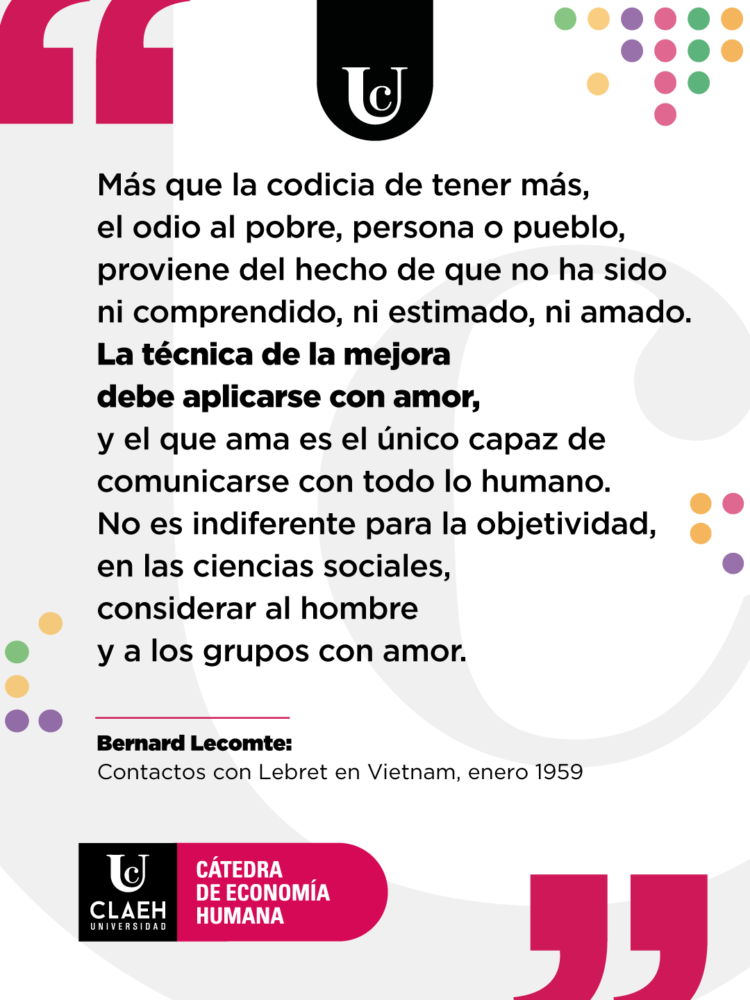 UC
Más que la codicia de tener más,
el odio al pobre, persona o pueblo,
proviene del hecho de que no ha sido
ni comprendido, ni estimado, ni amado.
La técnica de la mejora
debe aplicarse con amor,
y el que ama es el único capaz de
comunicarse con todo lo humano.
No es indiferente para la objetividad,
en las ciencias sociales,
considerar al hombre
y a los grupos con amor.
Bernard Lecomte:
Contactos con Lebret en Vietnam, enero 1959
UC
CLAEH
UNIVERSIDAD
CÁTEDRA
DE ECONOMÍA
HUMANA